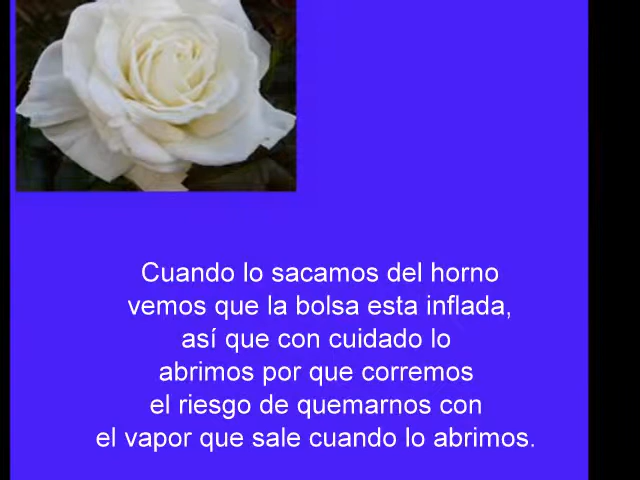 Cuando lo sacamos del horno
vemos que la bolsa esta inflada,
así que con cuidado lo
abrimos por que corremos
el riesgo de quemarnos con
el vapor que sale cuando lo abrimos.